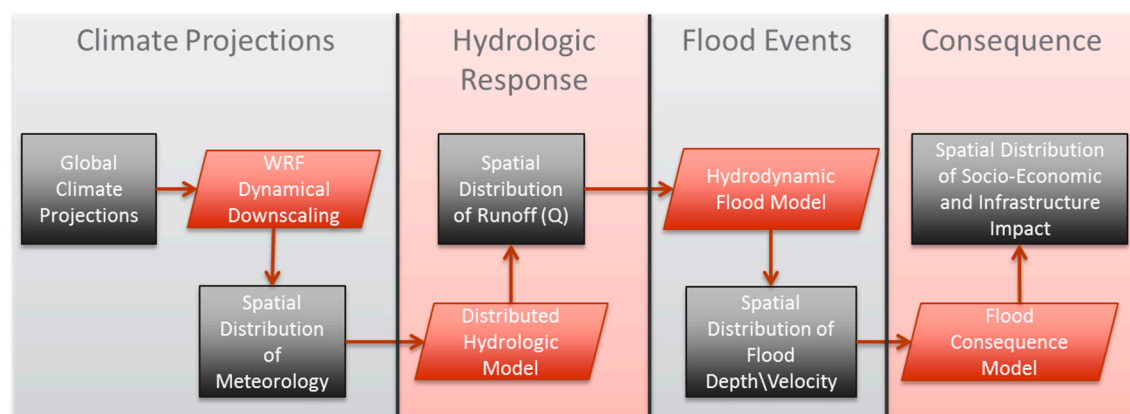 Climate Projections
Hydrologic
Response
Flood Events
Consequence
Global
Climate
Projections
WRF
Dynamical
Downscaling
Spatial
Distribution
of
Meteorology
Spatial
Distribution
of Runoff (Q)
Distributed
Hydrologic
Model
Hydrodynamic
Flood Model
Spatial
Distribution of
Flood
Depth\Velocity
Spatial Distribution
of Socio-Economic
and Infrastructure
Impact
Flood
Consequence
Model